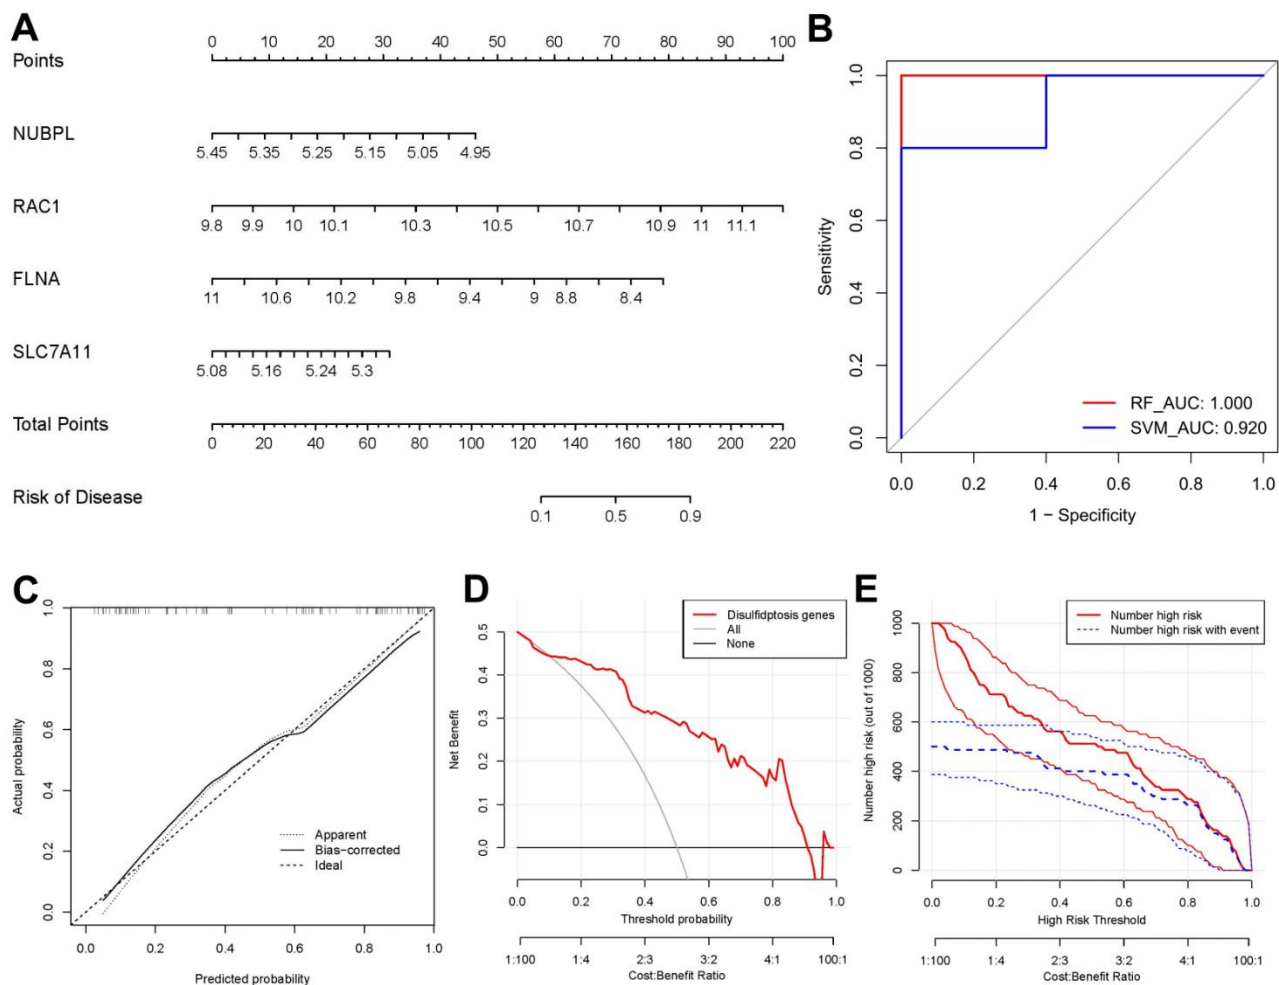 A
0 10 20 30 40 50 60 70 80 90 100
Points
NUBPL
5.45 5.35 5.25 5.15 5.05 4.95
RAC1
9.8 9.9 10 10.1 10.3 10.5 10.7 10.9 11 11.1
FLNA
11 10.6 10.2 9.8 9.4 9 8.8 8.4
SLC7A11
5.08 5.16 5.24 5.3
Total Points
0 20 40 60 80 100 120 140 160 180 200 220
Risk of Disease
0.1 0.5 0.9
B
Sensitivity
1.0
0.8
0.6
0.4
0.2
0.0
RF_AUC: 1.000
SVM_AUC: 0.920
0.0 0.2 0.4 0.6 0.8 1.0
1 − Specificity
C
Actual probability
1.0
0.8
0.6
0.4
0.2
0.0
Apparent
Bias−corrected
Ideal
0.0 0.2 0.4 0.6 0.8 1.0
Predicted probability
D
Disulfidptosis genes
All
None
Net Benefit
0.5
0.4
0.3
0.2
0.1
0.0
0.0 0.2 0.4 0.6 0.8 1.0
Threshold probability
1:100 1:4 2:3 3:2 4:1 100:1
Cost:Benefit Ratio
E
Number high risk
Number high risk with event
Number high risk (out of 1000)
1000
800
600
400
200
0
0.0 0.2 0.4 0.6 0.8 1.0
High Risk Threshold
1:100 1:4 2:3 3:2 4:1 100:1
Cost:Benefit Ratio